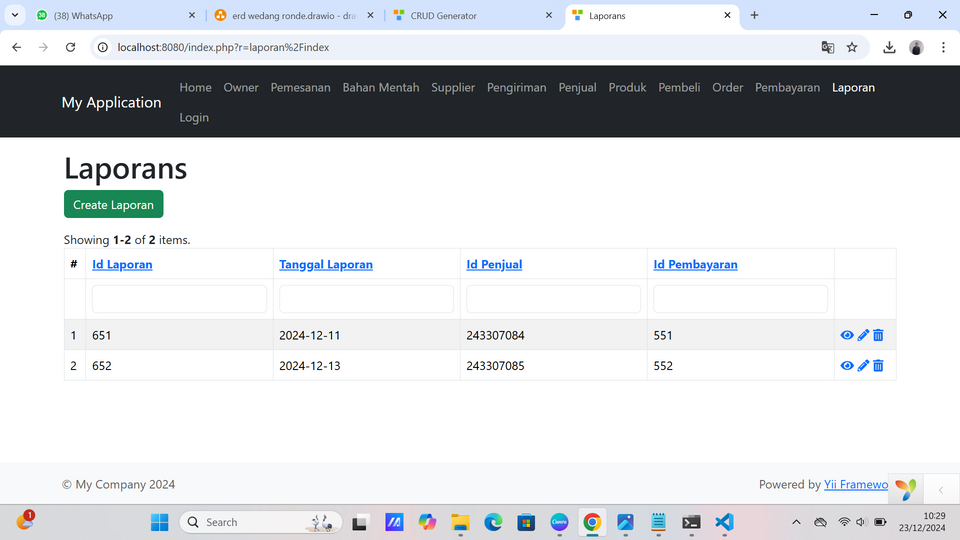 (38) WhatsApp
erd wedang ronde.drawio - dra
CRUD Generator
Laporans
localhost:8080/index.php?r=laporan%2Findex
My Application
Home Owner Pemesanan Bahan Mentah Supplier Pengiriman Penjual Produk Pembeli Order Pembayaran Laporan
Login
Laporans
Create Laporan
Showing 1-2 of 2 items.
# Id Laporan Tanggal Laporan Id Penjual Id Pembayaran
1 651 2024-12-11 243307084 551
2 652 2024-12-13 243307085 552
© My Company 2024 Powered by Yii Framewo
1
Search
Canva
10:29
23/12/2024